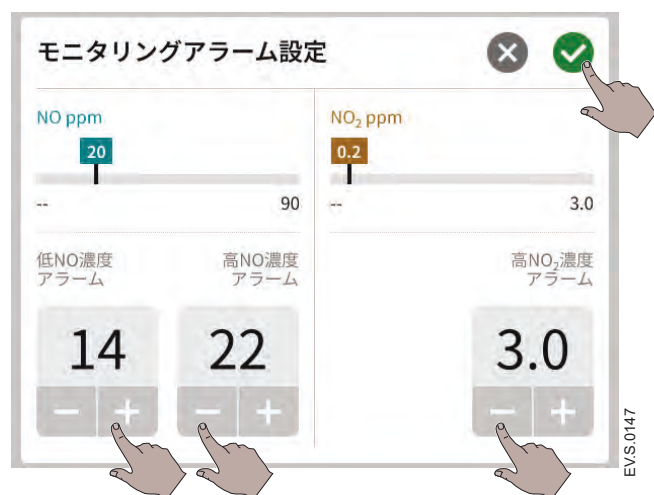 モニタリングアラーム設定
NO ppm
20
--
90
低NO濃度
アラーム
高NO濃度
アラーム
14
22
− +
− +
NO₂ ppm
0.2
--
3.0
高NO₂濃度
アラーム
3.0
− +
EV.S.0147